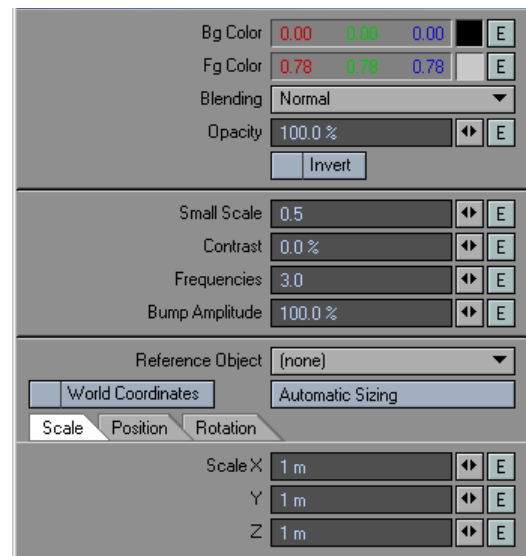 Bg Color 0.00 0.00 0.00 E
Fg Color 0.78 0.78 0.78 E
Blending Normal
Opacity 100.0 % E
Invert
Small Scale 0.5 E
Contrast 0.0 % E
Frequencies 3.0 E
Bump Amplitude 100.0 % E
Reference Object (none)
World Coordinates Automatic Sizing
Scale Position Rotation
Scale X 1 m E
Y 1 m E
Z 1 m E